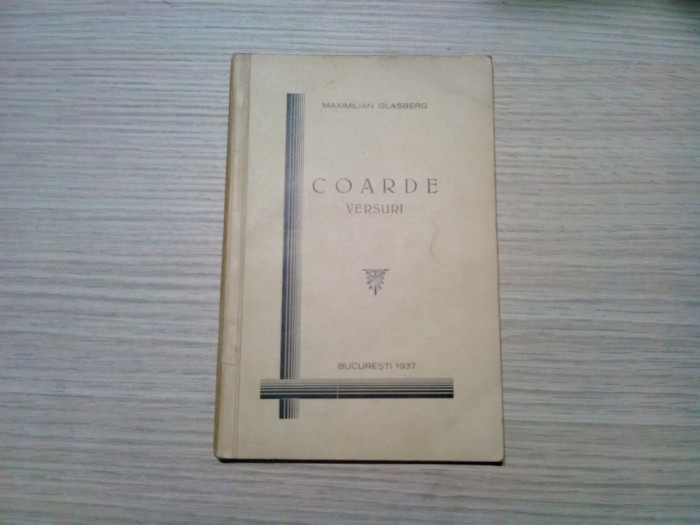 MAXIMILIAN GLASBERG
COARDE
VERSURI
BUCUREȘTI 1937